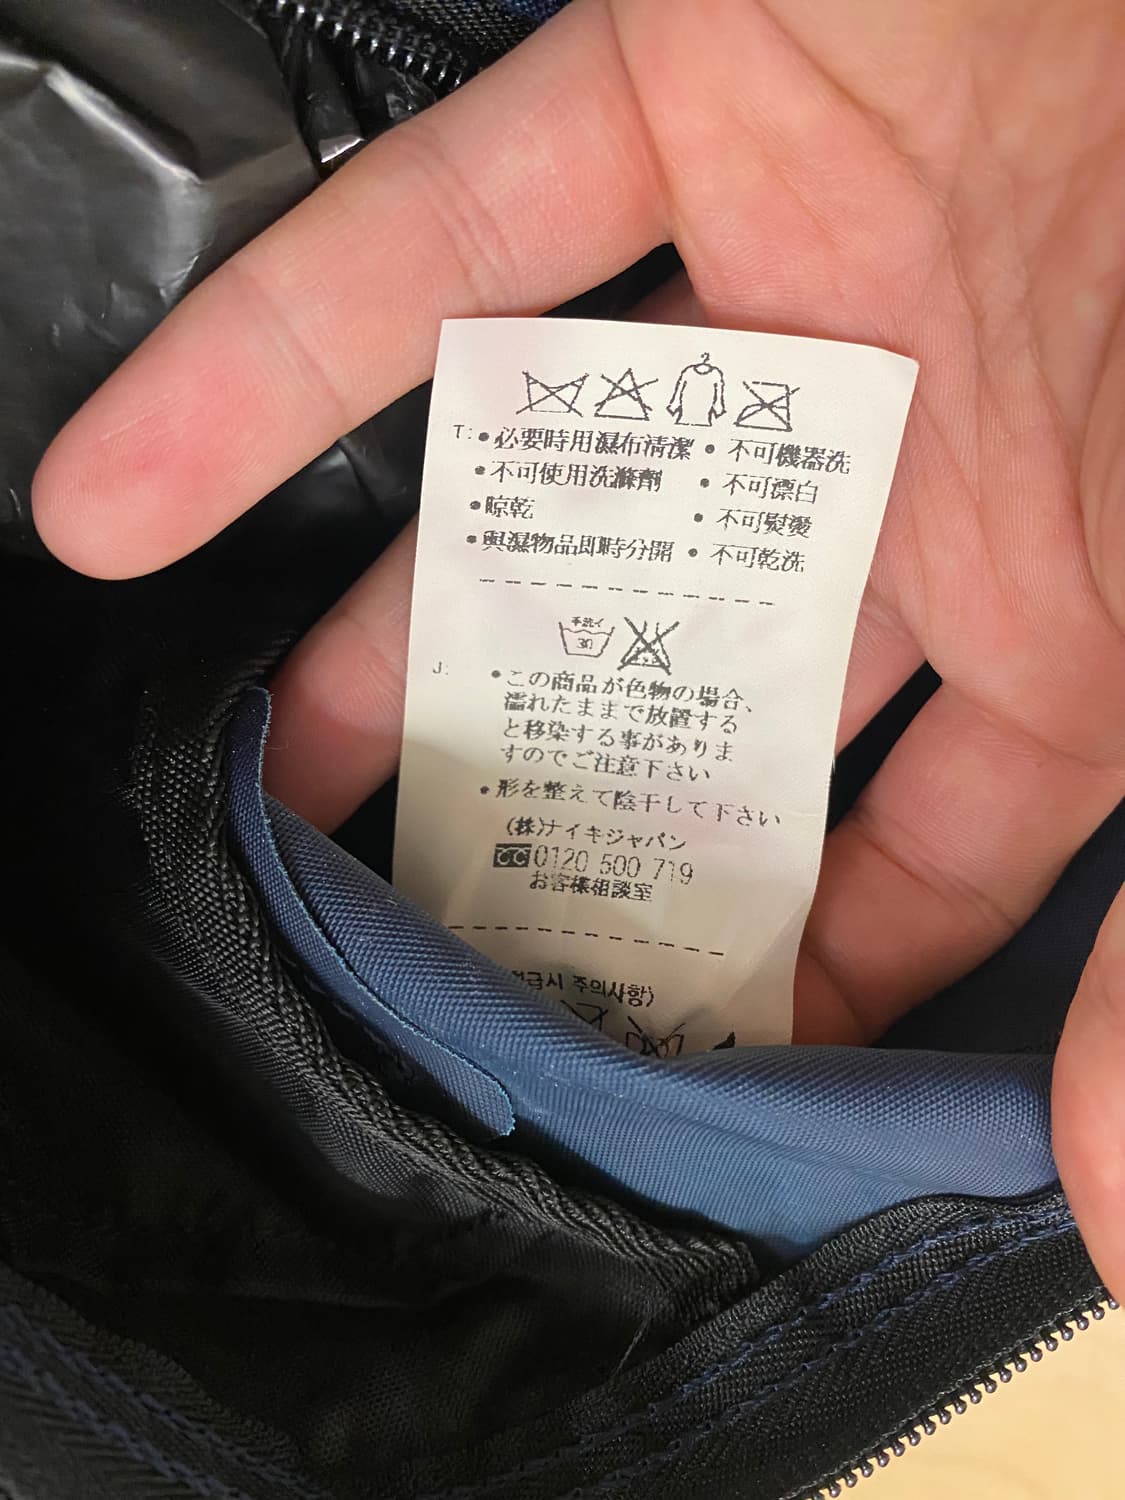 T: • 必要時用濕布清潔 • 不可機器洗
• 不可使用洗滌劑 • 不可漂白
• 晾乾 • 不可熨燙
• 與濕物品即時分開 • 不可乾洗
手洗イ
30
J: • この商品が色物の場合、
濡れたままで放置する
と移染する事がありま
すのでご注意下さい
• 形を整えて陰干して下さい
(株)ナイキジャパン
0120 500 719
お客様相談室
급시 주의사항)